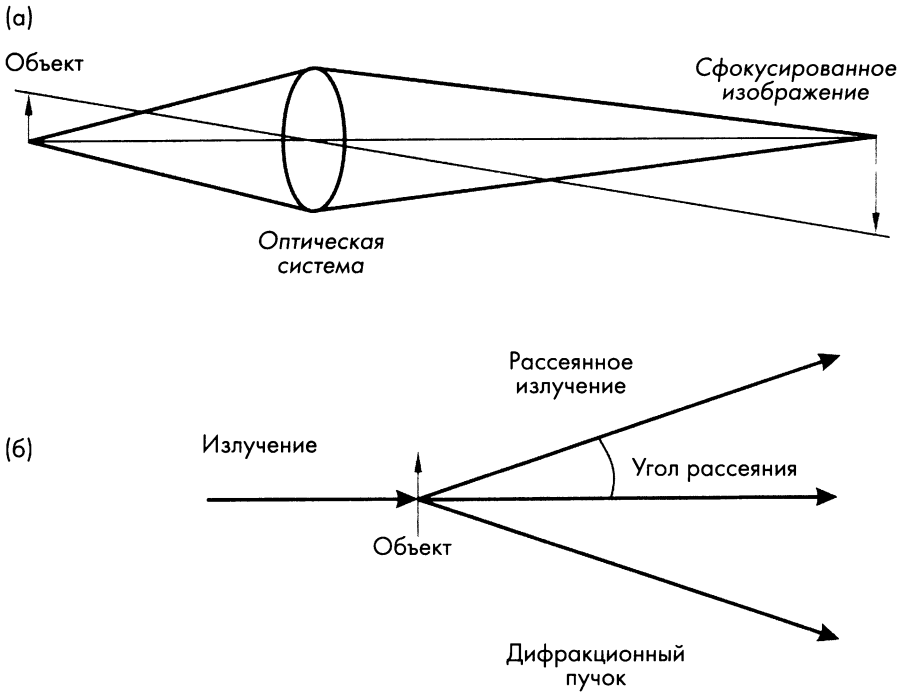 (а)
Объект
Сфокусированное
изображение
Оптическая
система
(б)
Рассеянное
излучение
Излучение
Угол рассеяния
Объект
Дифракционный
пучок